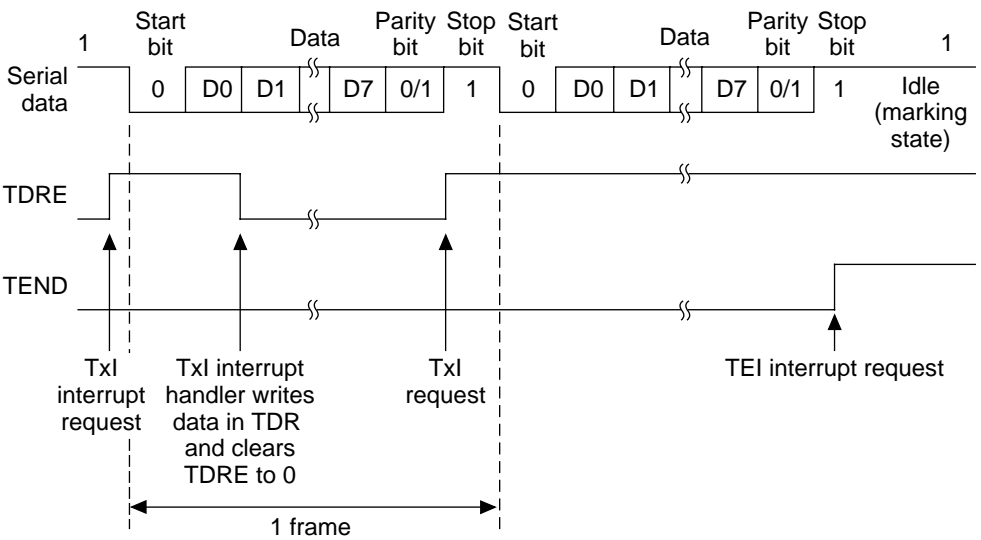 1 Start bit Data Parity bit Stop bit Start bit Data Parity bit Stop bit 1
Serial data 0 D0 D1 D7 0/1 1 0 D0 D1 D7 0/1 1 Idle (marking state)
TDRE
TEND
TxI interrupt request
TxI interrupt handler writes data in TDR and clears TDRE to 0
TxI request
TEI interrupt request
1 frame